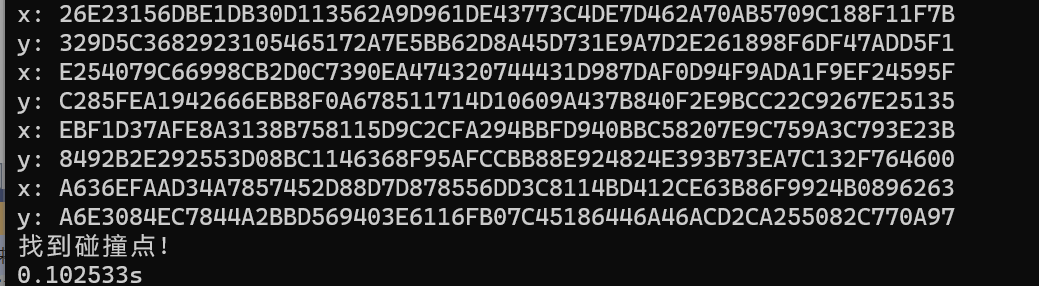 x: 26E23156DBE1DB30D113562A9D961DE43773C4DE7D462A70AB5709C188F11F7B
y: 329D5C3682923105465172A7E5BB62D8A45D731E9A7D2E261898F6DF47ADD5F1
x: E254079C66998CB2D0C7390EA474320744431D987DAF0D94F9ADA1F9EF24595F
y: C285FEA1942666EBB8F0A678511714D10609A437B840F2E9BCC22C9267E25135
x: EBF1D37AFE8A3138B758115D9C2CFA294BBFD940BBC58207E9C759A3C793E23B
y: 8492B2E292553D08BC1146368F95AFCCBB88E924824E393B73EA7C132F764600
x: A636EFAAD34A7857452D88D7D878556DD3C8114BD412CE63B86F9924B0896263
y: A6E3084EC7844A2BBD569403E6116FB07C45186446A46ACD2CA255082C770A97
找到碰撞点!
0.102533s